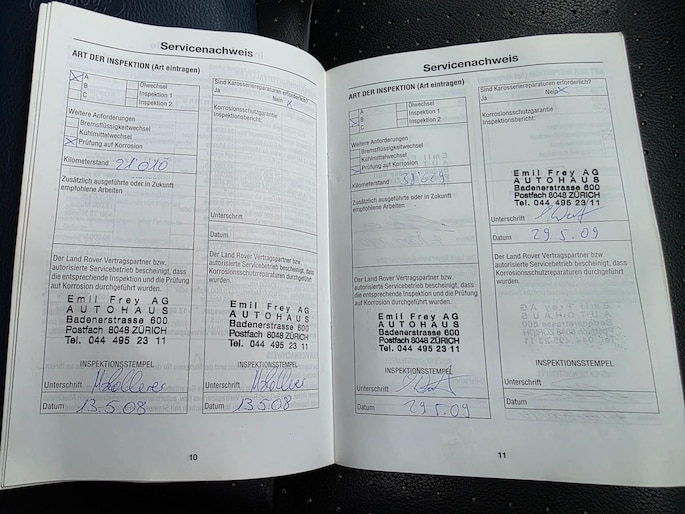 Servicenachweis
ART DER INSPEKTION (Art eintragen)
A
B
C
Ölwechsel
Inspektion 1
Inspektion 2
Weitere Anforderungen
Bremsflüssigkeitwechsel
Kühlmittelwechsel
Prüfung auf Korrosion
Kilometerstand 21'010
Zusätzlich ausgeführte oder in Zukunft
empfohlene Arbeiten
Der Land Rover Vertragspartner bzw.
autorisierte Servicebetrieb bescheinigt, dass
die entsprechende Inspektion und die Prüfung
auf Korrosion durchgeführt wurden.
Emil Frey AG
AUTOHAUS
Badenerstrasse 600
Postfach 8048 ZÜRICH
Tel. 044 495 23 11
INSPEKTIONSSTEMPEL
Unterschrift
Datum 13.5.08
Sind Karosseriereparaturen erforderlich?
Ja Nein X
Korrosionsschutzgarantie
Inspektionsbericht:
Unterschrift
Datum
Der Land Rover Vertragspartner bzw.
autorisierte Servicebetrieb bescheinigt, dass
Korrosionsschutzreparaturen durchgeführt
wurden.
Emil Frey AG
AUTOHAUS
Badenerstrasse 600
Postfach 8048 ZÜRICH
Tel. 044 495 23 11
INSPEKTIONSSTEMPEL
Unterschrift
Datum 13.5.08
10
Servicenachweis
ART DER INSPEKTION (Art eintragen)
A
B
C
Ölwechsel
Inspektion 1
Inspektion 2
Weitere Anforderungen
Bremsflüssigkeitwechsel
Kühlmittelwechsel
Prüfung auf Korrosion
Kilometerstand
Zusätzlich ausgeführte oder in Zukunft
empfohlene Arbeiten
Der Land Rover Vertragspartner bzw.
autorisierte Servicebetrieb bescheinigt, dass
die entsprechende Inspektion und die Prüfung
auf Korrosion durchgeführt wurden.
Emil Frey AG
AUTOHAUS
Badenerstrasse 600
Postfach 8048 ZÜRICH
Tel. 044 495 23 11
INSPEKTIONSSTEMPEL
Unterschrift
Datum 29.5.09
Sind Karosseriereparaturen erforderlich?
Ja Nein X
Korrosionsschutzgarantie
Inspektionsbericht:
Emil Frey AG
AUTOHAUS
Badenerstrasse 600
Postfach 8048 ZÜRICH
Tel. 044 495 23 11
Unterschrift
Datum 29.5.09
Der Land Rover Vertragspartner bzw.
autorisierte Servicebetrieb bescheinigt, dass
Korrosionsschutzreparaturen durchgeführt
wurden.
INSPEKTIONSSTEMPEL
Unterschrift
Datum
11